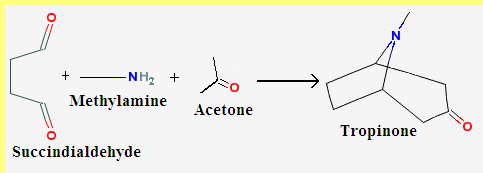 O
+ NH₂ +
Methylamine
O
Acetone
O
Succindialdehyde
N
O
Tropinone